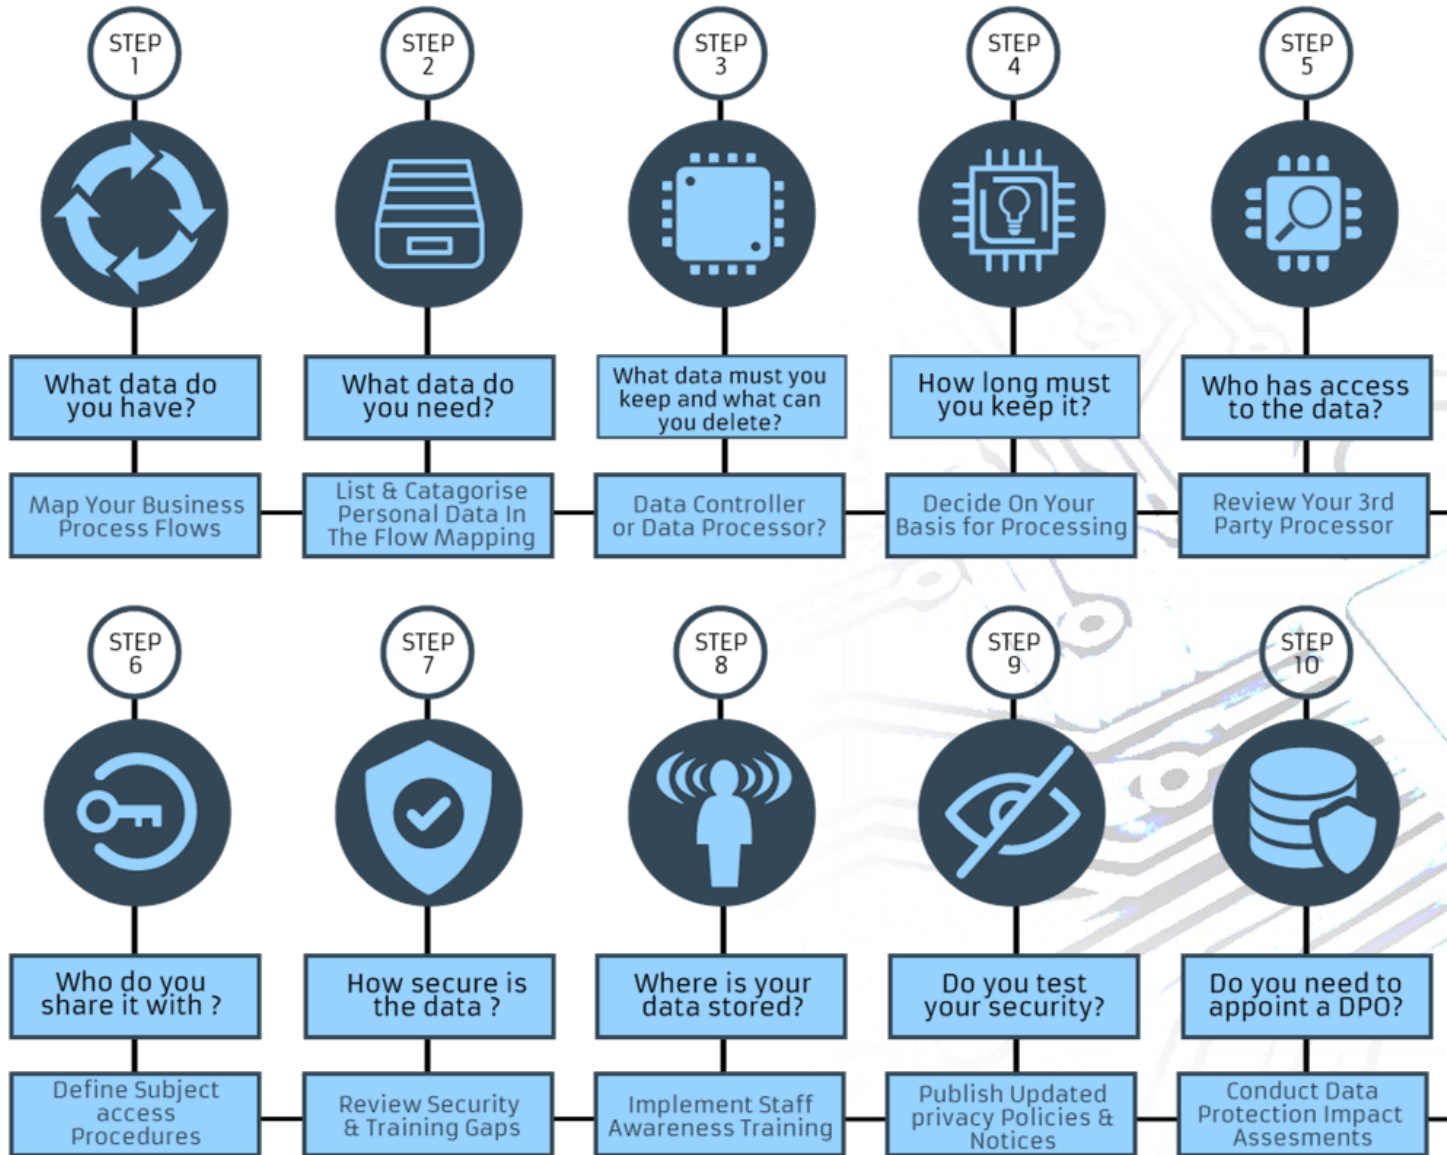 STEP
1
STEP
2
STEP
3
STEP
4
STEP
5
What data do
you have?
What data do
you need?
What data must you
keep and what can
you delete?
How long must
you keep it?
Who has access
to the data?
Map Your Business
Process Flows
List & Catagorise
Personal Data In
The Flow Mapping
Data Controller
or Data Processor?
Decide On Your
Basis for Processing
Review Your 3rd
Party Processor
STEP
6
STEP
7
STEP
8
STEP
9
STEP
10
Who do you
share it with ?
How secure is
the data ?
Where is your
data stored?
Do you test
your security?
Do you need to
appoint a DPO?
Define Subject
access
Procedures
Review Security
& Training Gaps
Implement Staff
Awareness Training
Publish Updated
privacy Policies &
Notices
Conduct Data
Protection Impact
Assesments